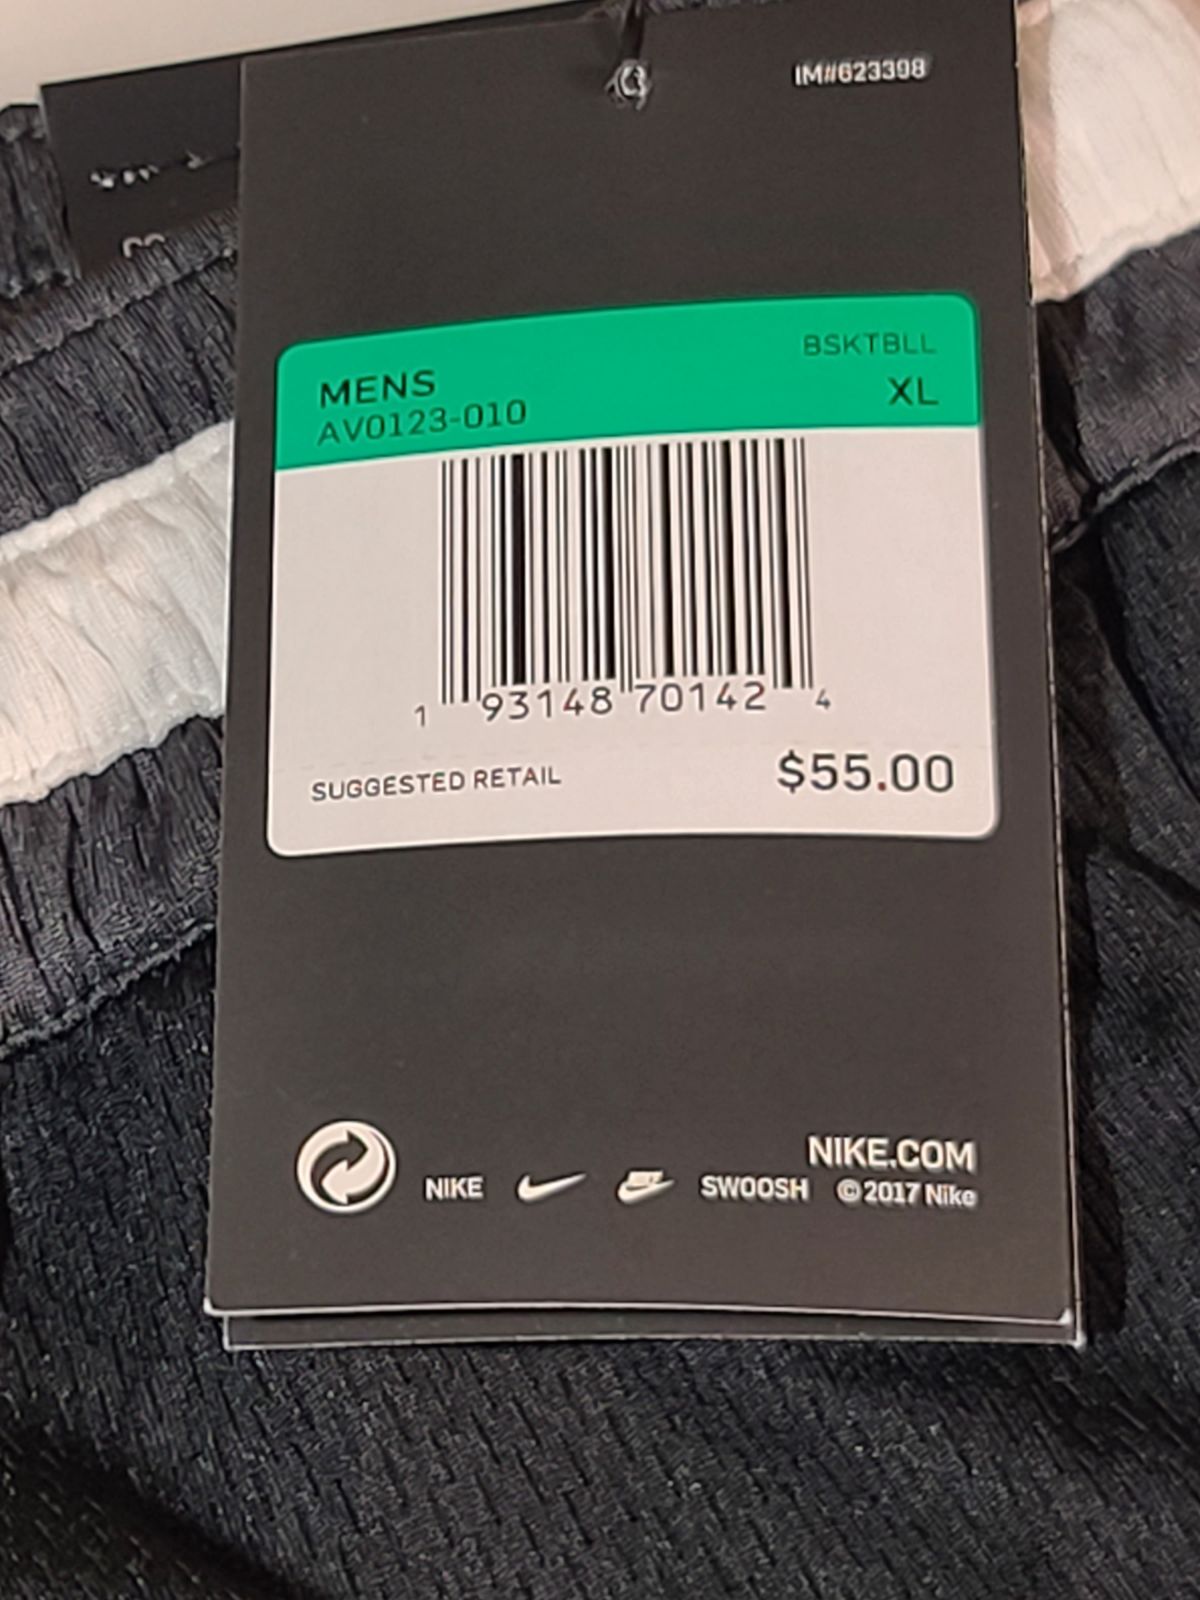 IM#623398
BSKTBLL
MENS XL
AV0123-010
1 93148 70142 4
SUGGESTED RETAIL $55.00
NIKE.COM
NIKE SWOOSH ©2017 Nike